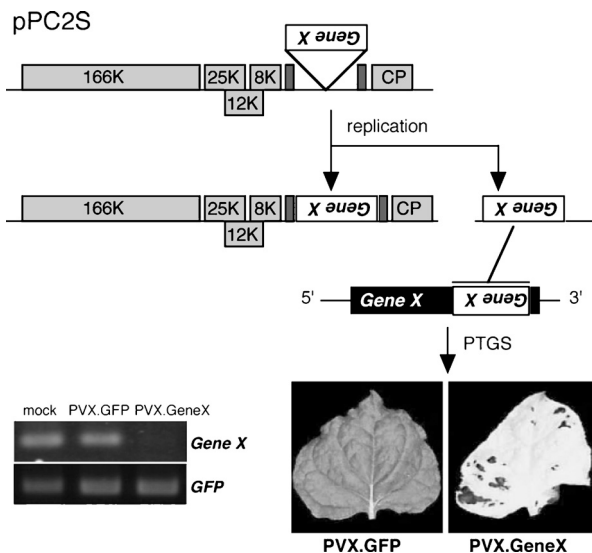 pPC2S
Gene X
166K 25K 8K CP
12K
replication
166K 25K 8K Gene X CP Gene X
12K
5' Gene X Gene X 3'
PTGS
mock PVX.GFP PVX.GeneX
Gene X
GFP
PVX.GFP PVX.GeneX